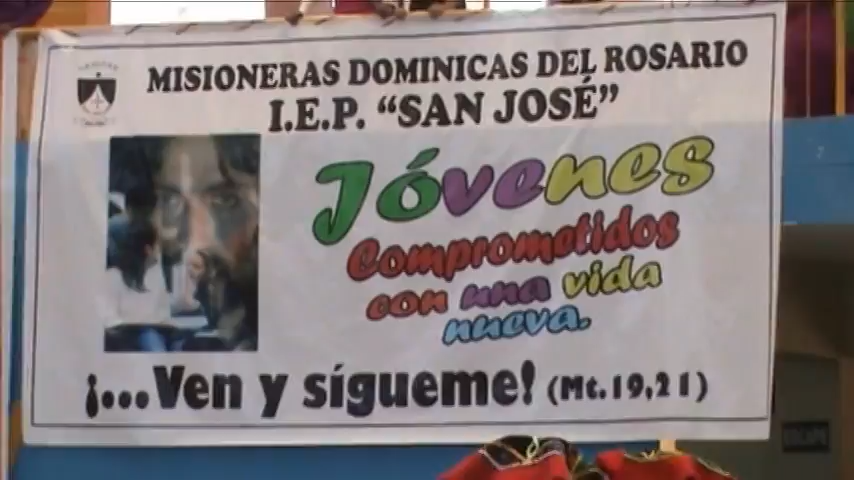 MISIONERAS DOMINICAS DEL ROSARIO
I.E.P. “SAN JOSÉ”
Jóvenes
Comprometidos
con una vida
nueva.
¡...Ven y sígueme! (Mt.19,21)